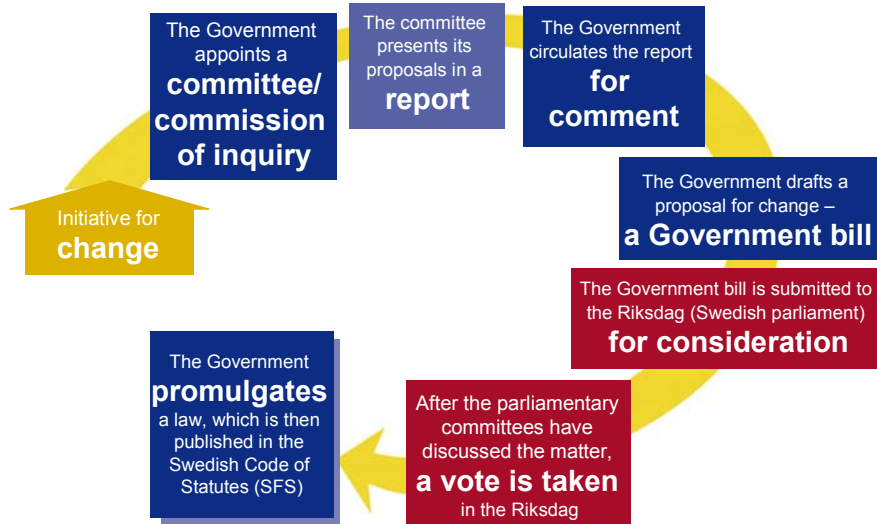 Initiative for
change
The Government
appoints a
committee/
commission
of inquiry
The committee
presents its
proposals in a
report
The Government
circulates the report
for
comment
The Government drafts a
proposal for change –
a Government bill
The Government bill is submitted to
the Riksdag (Swedish parliament)
for consideration
After the parliamentary
committees have
discussed the matter,
a vote is taken
in the Riksdag
The Government
promulgates
a law, which is then
published in the
Swedish Code of
Statutes (SFS)